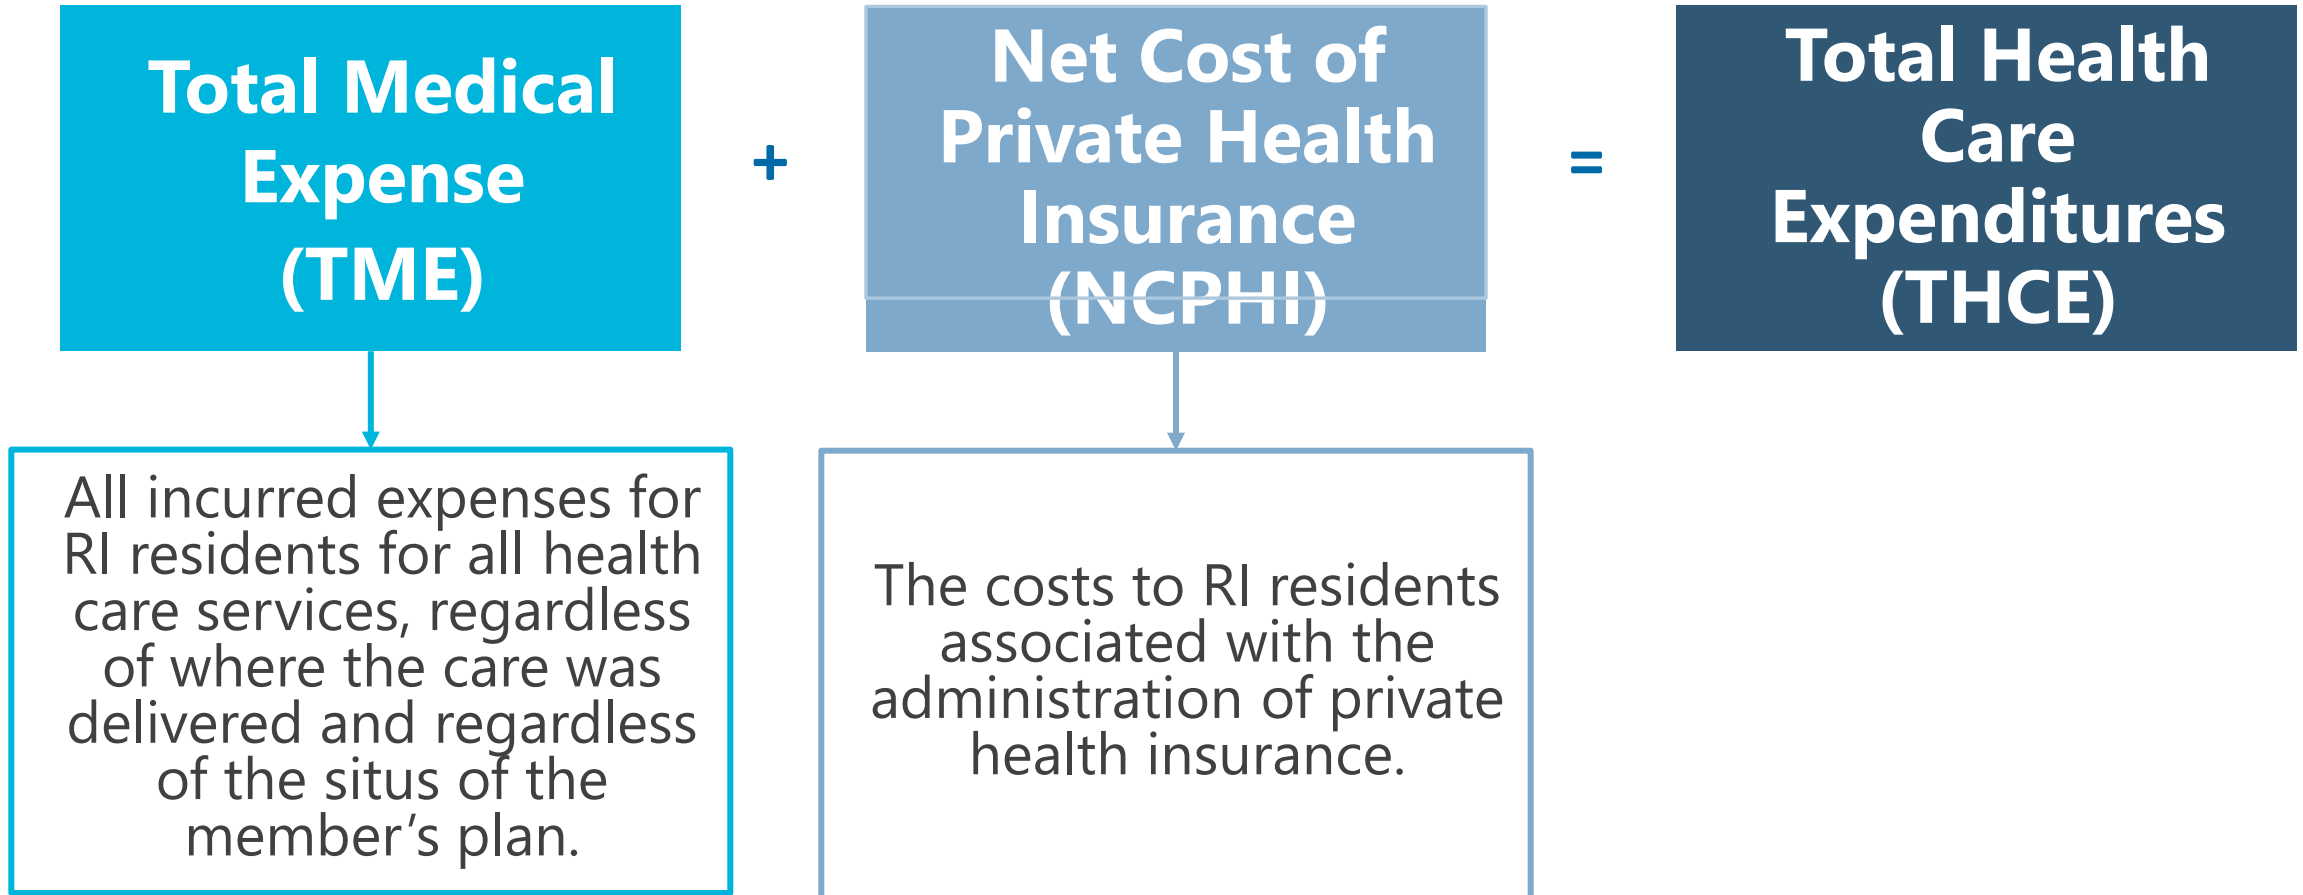 Total Medical
Expense
(TME)
+
Net Cost of
Private Health
Insurance
(NCPHI)
=
Total Health
Care
Expenditures
(THCE)
All incurred expenses for
RI residents for all health
care services, regardless
of where the care was
delivered and regardless
of the situs of the
member’s plan.
The costs to RI residents
associated with the
administration of private
health insurance.